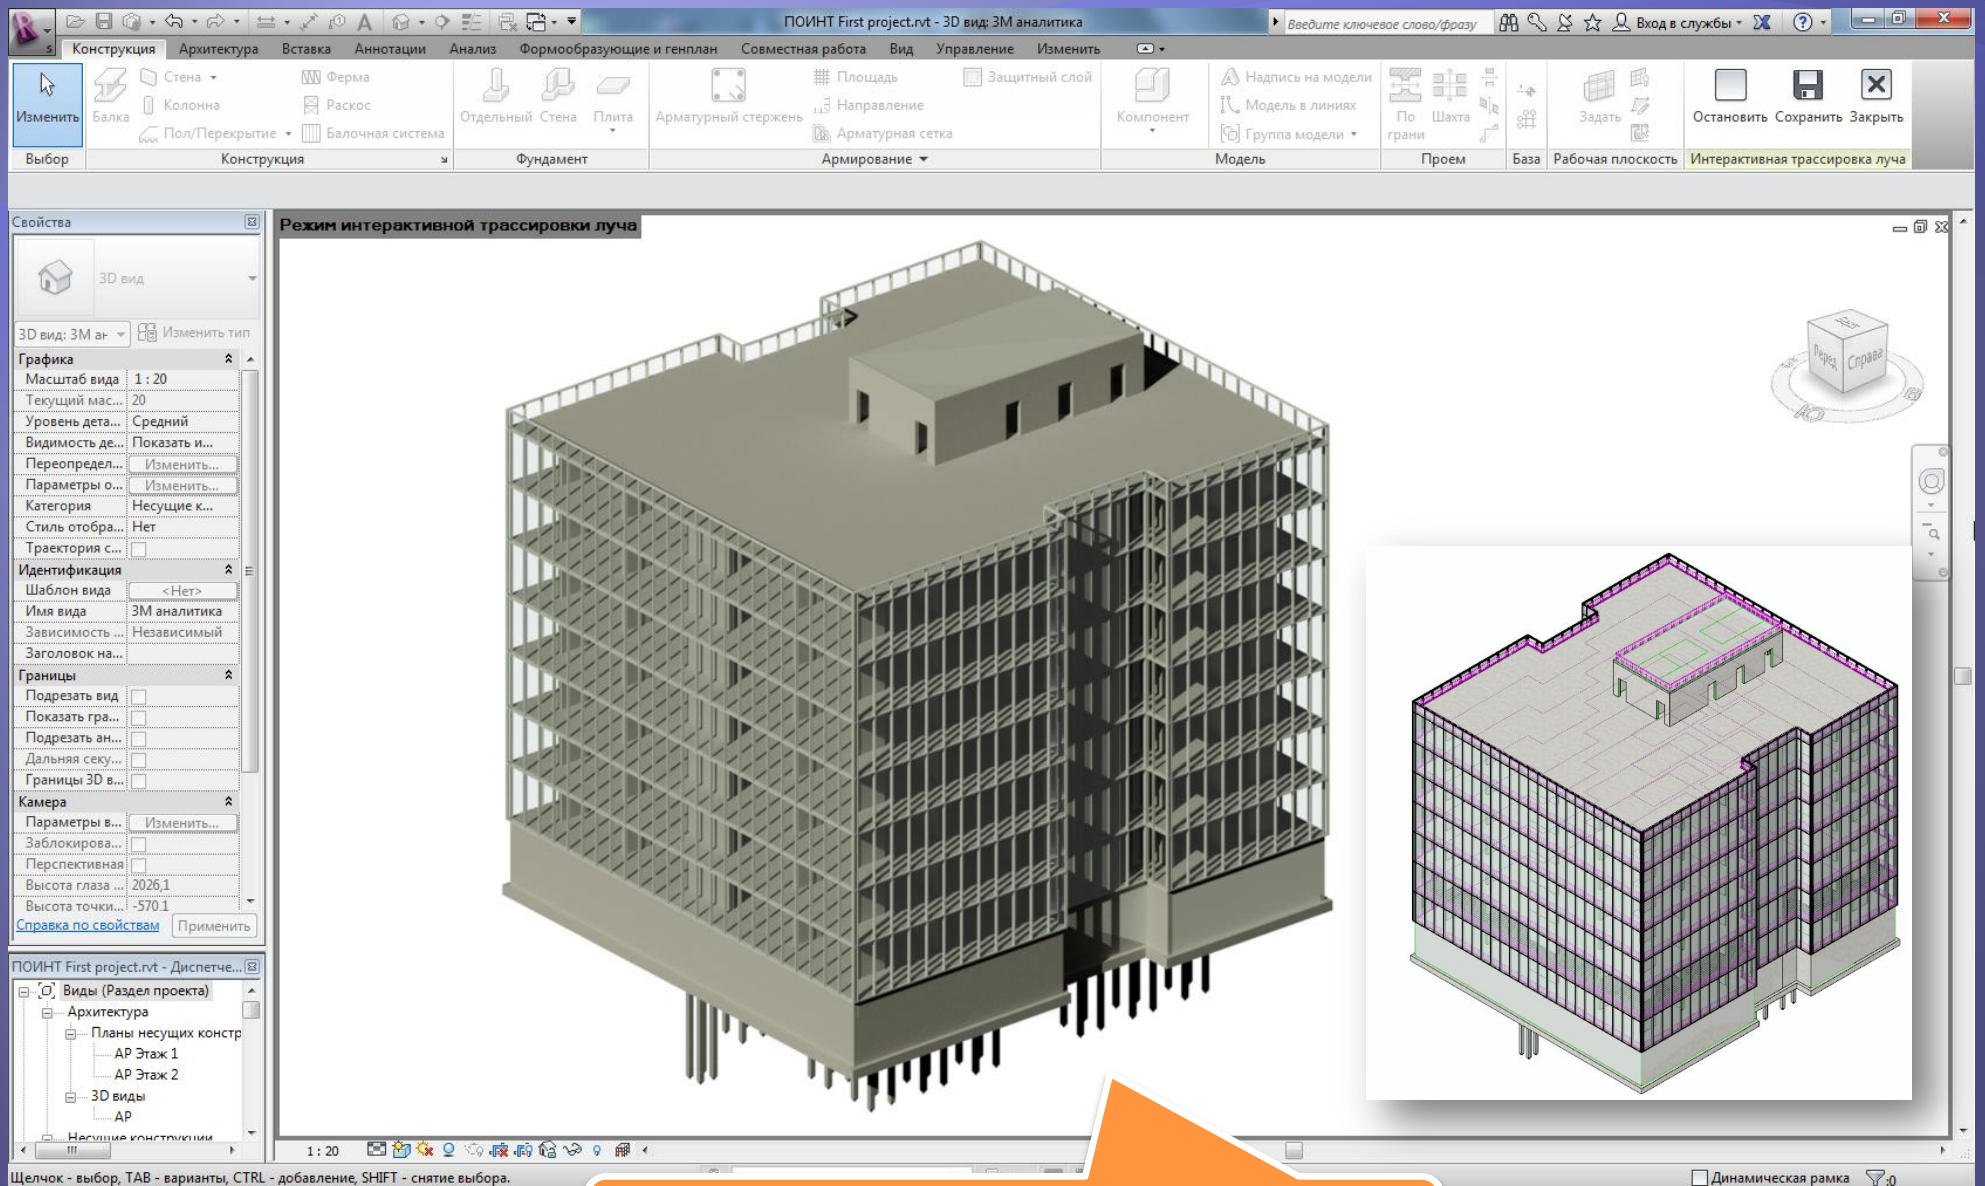 ПОИНТ First project.rvt - 3D вид: 3М аналитика
Введите ключевое слово/фразу
Вход в службы
Конструкция Архитектура Вставка Аннотации Анализ Формообразующие и генплан Совместная работа Вид Управление Изменить
Изменить
Балка
Стена
Колонна
Пол/Перекрытие
Ферма
Раскос
Балочная система
Отдельный Стена Плита
Арматурный стержень
Площадь
Направление
Арматурная сетка
Защитный слой
Компонент
Надпись на модели
Модель в линиях
Группа модели
По грани
Шахта
Задать
Остановить Сохранить Закрыть
Выбор Конструкция Фундамент Армирование Модель Проем База Рабочая плоскость Интерактивная трассировка луча
Свойства
3D вид
3D вид: 3М ан Изменить тип
Графика
Масштаб вида 1 : 20
Текущий мас... 20
Уровень дета... Средний
Видимость де... Показать и...
Переопредел... Изменить...
Параметры о... Изменить...
Категория Несущие к...
Стиль отобра... Нет
Траектория с...
Идентификация
Шаблон вида <Нет>
Имя вида 3М аналитика
Зависимость ... Независимый
Заголовок на...
Границы
Подрезать вид
Показать гра...
Подрезать ан...
Дальняя секу...
Границы 3D в...
Камера
Параметры в... Изменить...
Заблокирова...
Перспективная
Высота глаза ... 2026,1
Высота точки... -570.1
Справка по свойствам Применить
ПОИНТ First project.rvt - Диспетче...
Виды (Раздел проекта)
Архитектура
Планы несущих констр
АР Этаж 1
АР Этаж 2
3D виды
АР
Несущие конструкции
Режим интерактивной трассировки луча
Перед Справа
Ю
В
1 : 20
Щелчок - выбор, TAB - варианты, CTRL - добавление, SHIFT - снятие выбора.
Динамическая рамка
:0